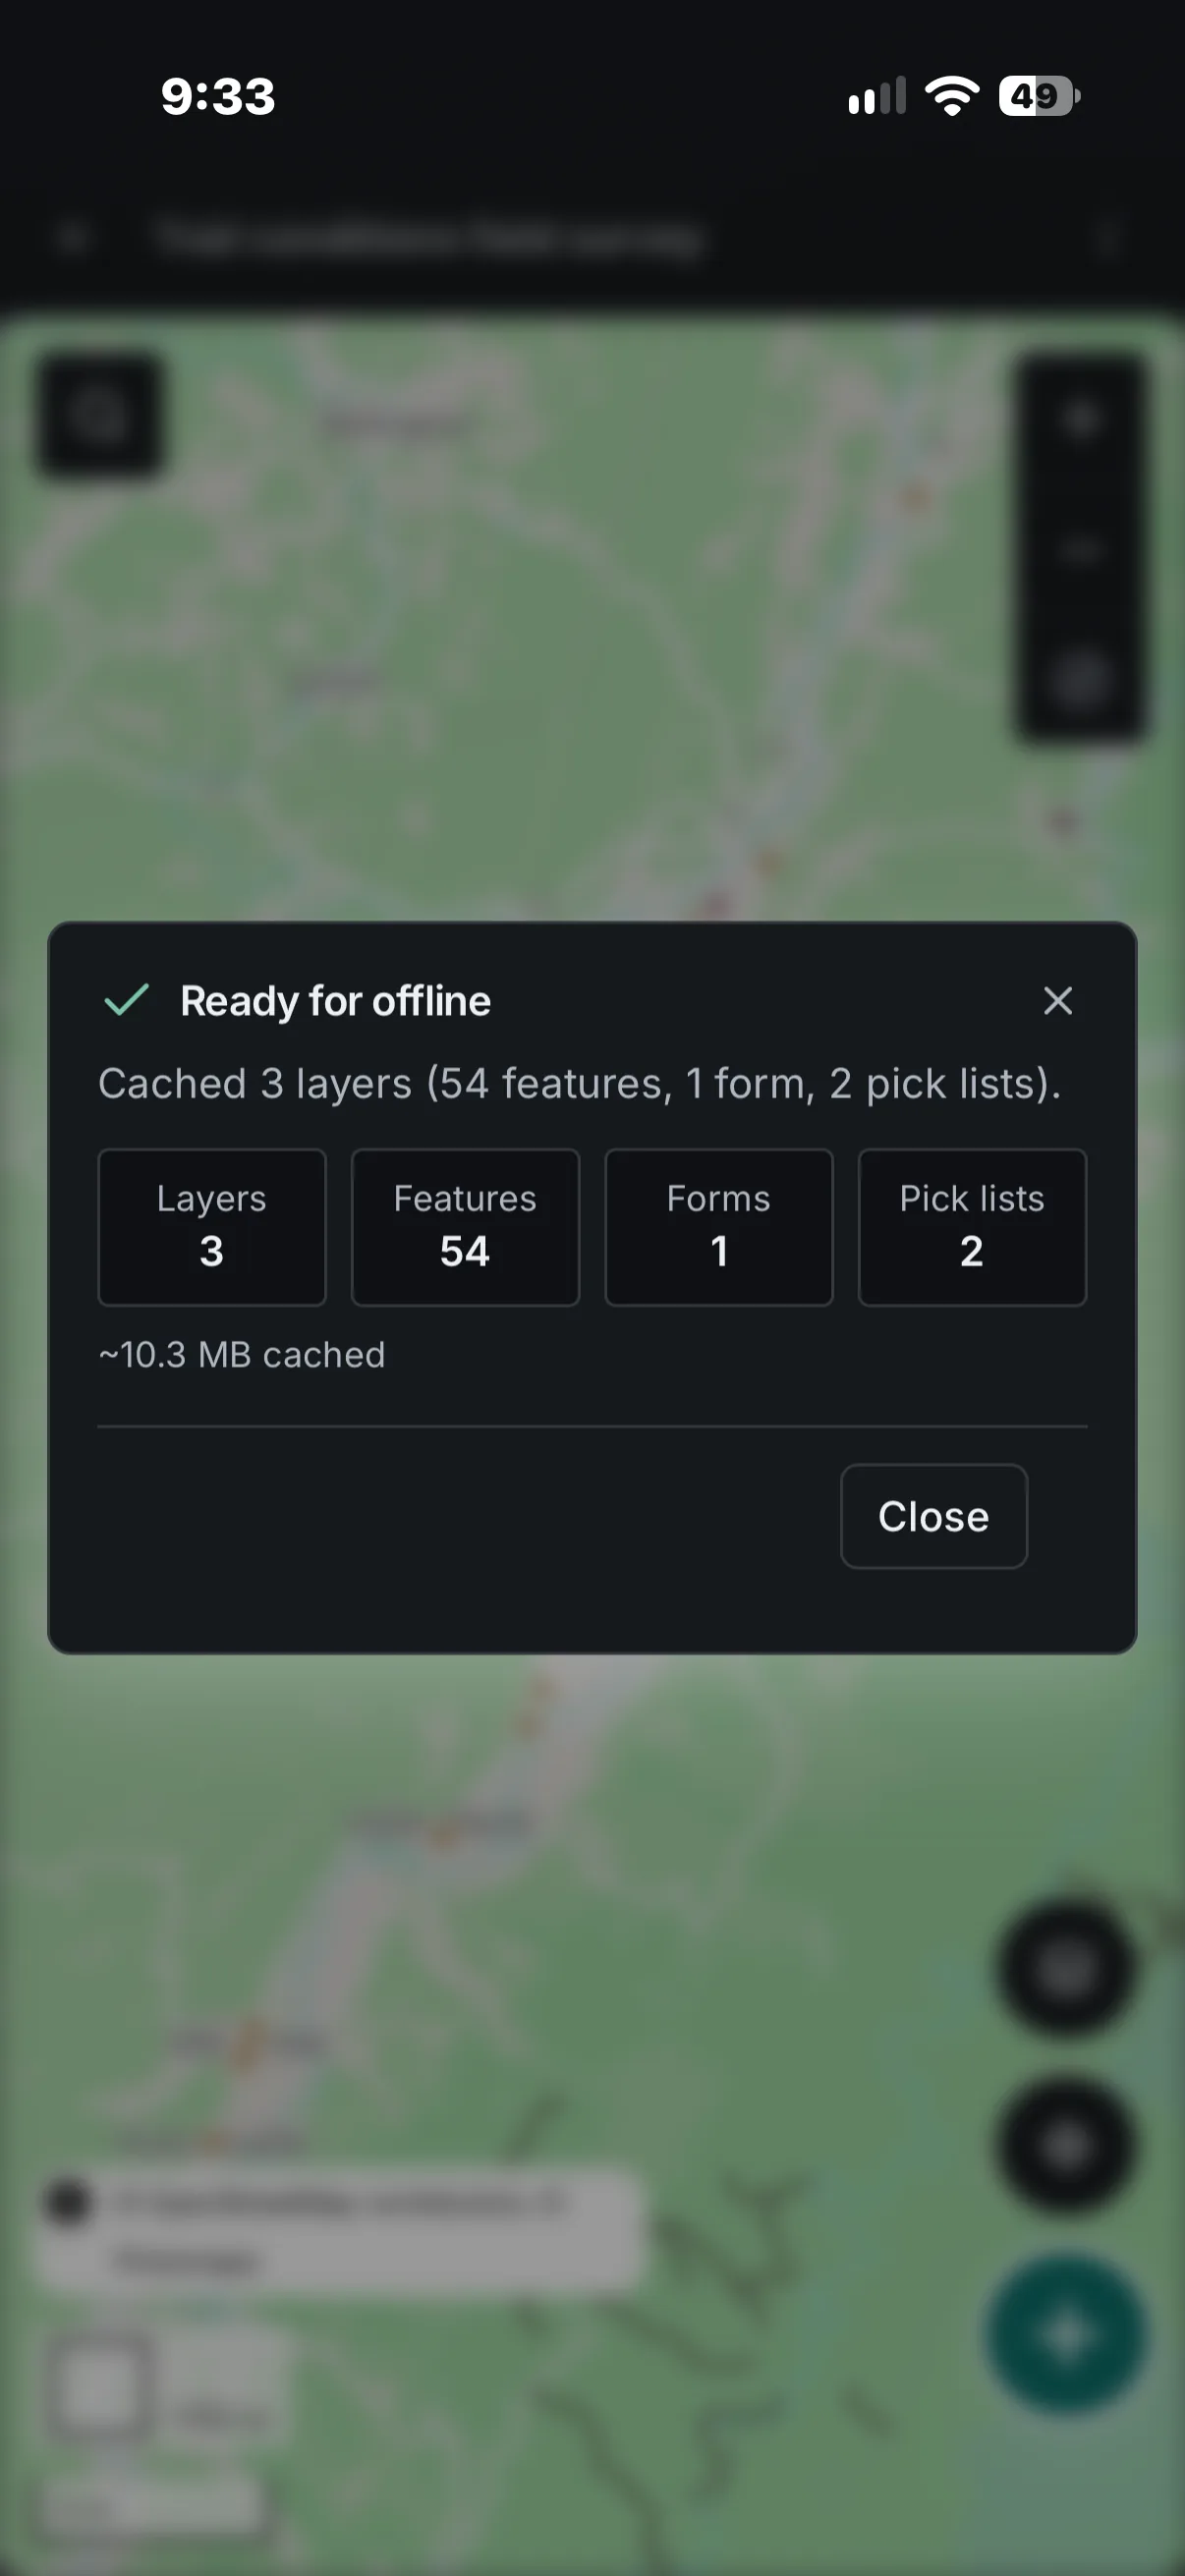 9:33
49
Ready for offline
Cached 3 layers (54 features, 1 form, 2 pick lists).
Layers
3
Features
54
Forms
1
Pick lists
2
~10.3 MB cached
Close